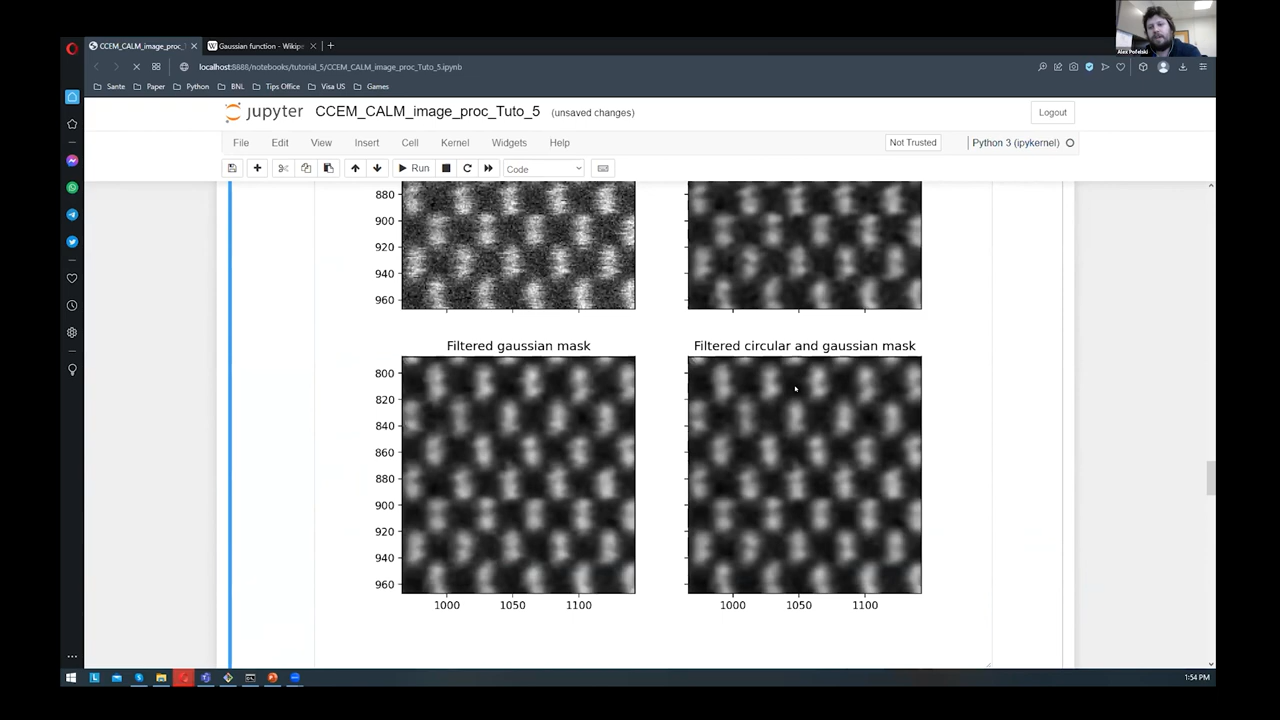 Alex Pofelski
CCEM_CALM_image_proc_
Gaussian function - Wikipe
localhost:8888/notebooks/tutorial_5/CCEM_CALM_image_proc_Tuto_5.ipynb
Sante Paper Python BNL Tips Office Visa US Games
jupyter CCEM_CALM_image_proc_Tuto_5 (unsaved changes) Logout
File Edit View Insert Cell Kernel Widgets Help Not Trusted Python 3 (ipykernel)
Run Code
880
900
920
940
960
Filtered gaussian mask
Filtered circular and gaussian mask
800
820
840
860
880
900
920
940
960
1000 1050 1100
1000 1050 1100
1:54 PM